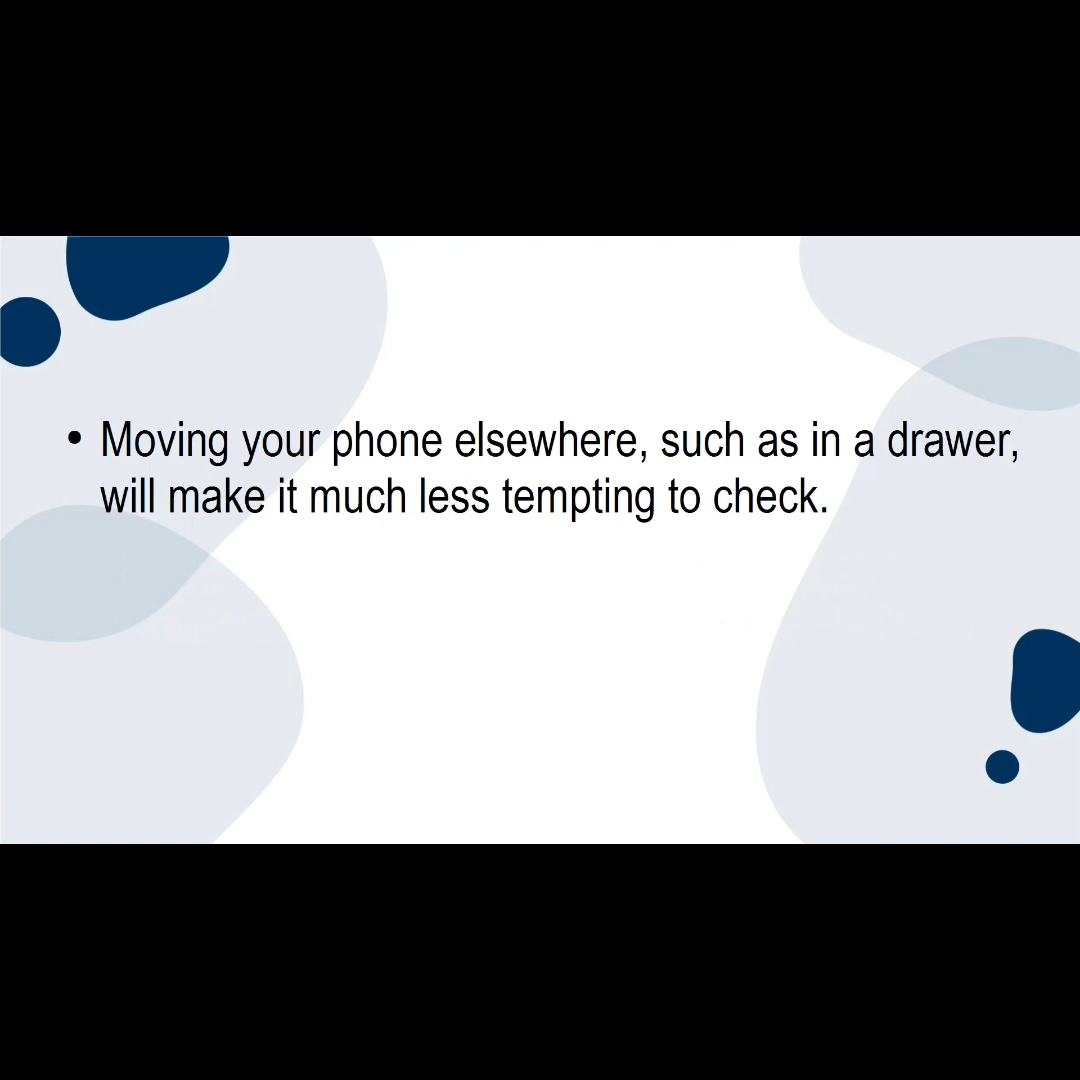 • Moving your phone elsewhere, such as in a drawer,
will make it much less tempting to check.